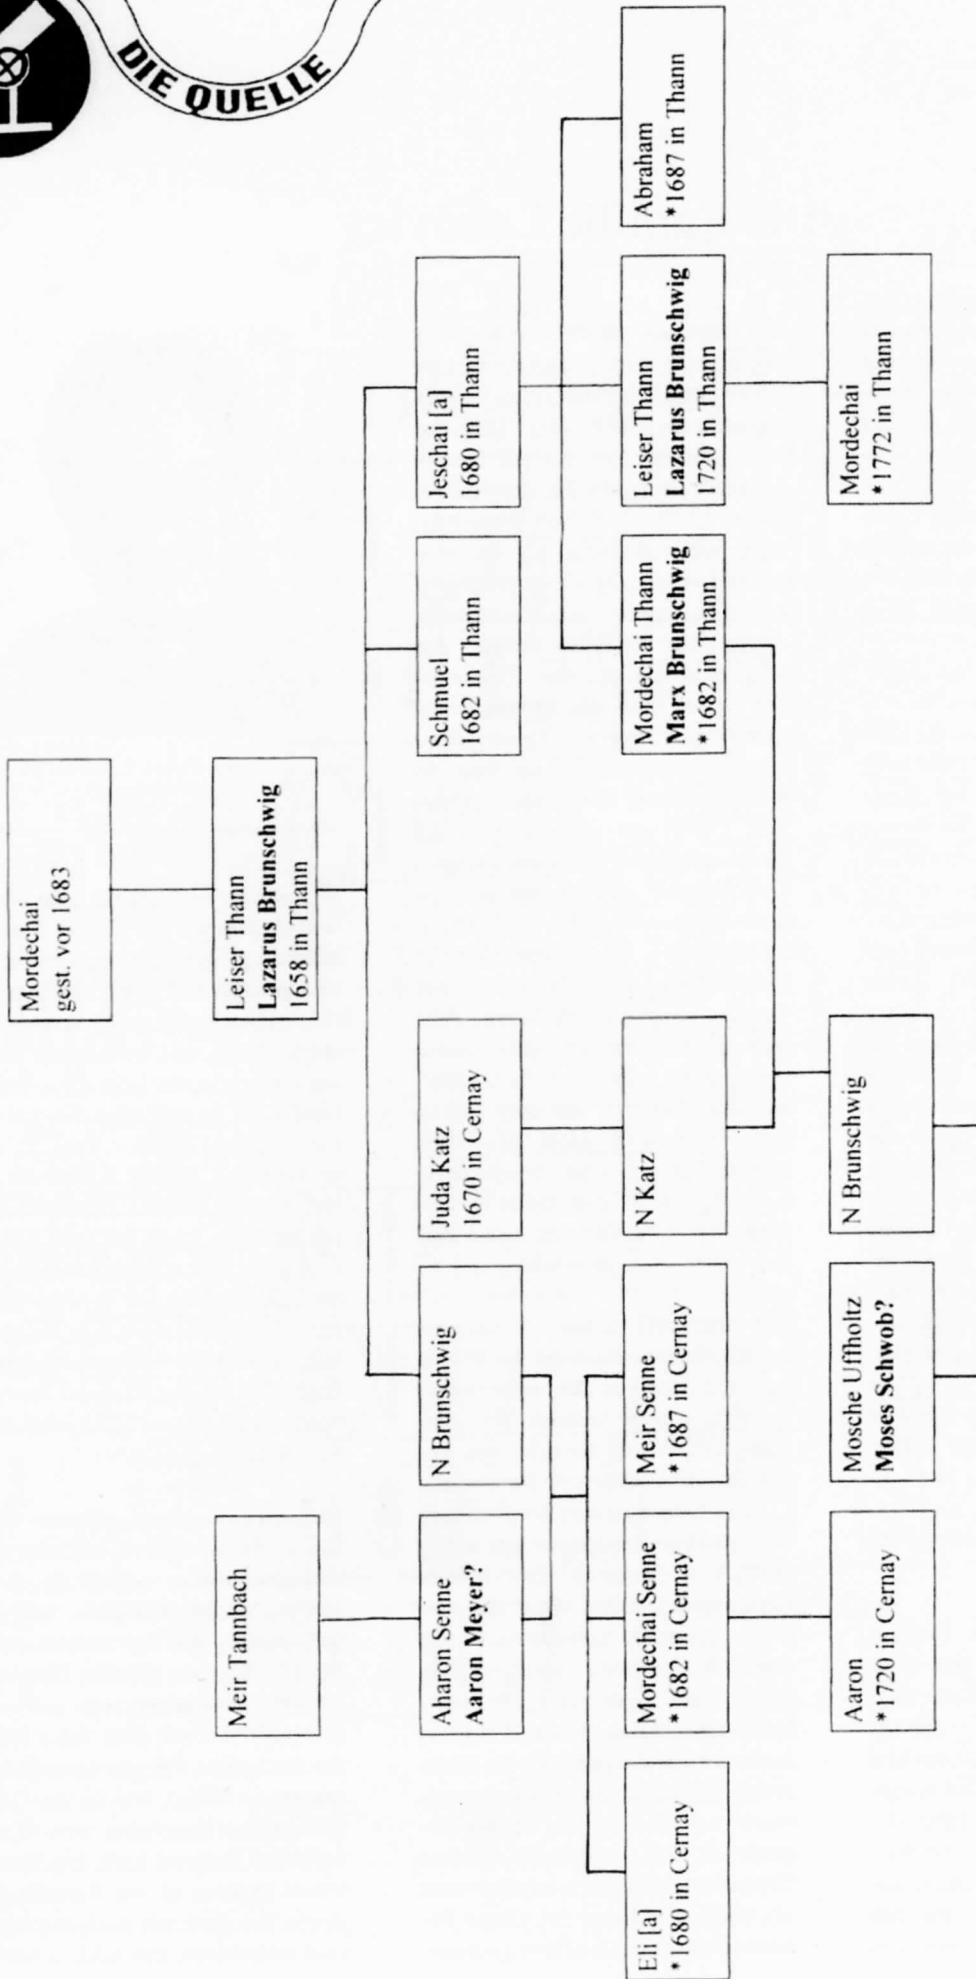 DIE QUELLE
Mordechai
gest. vor 1683
Meir Tannbach
Leiser Thann
Lazarus Brunschwig
1658 in Thann
Aharon Senne
Aaron Meyer?
N Brunschwig
Juda Katz
1670 in Cernay
Schmuel
1682 in Thann
Jeschai [a]
1680 in Thann
Eli [a]
*1680 in Cernay
Mordechai Senne
*1682 in Cernay
Meir Senne
*1687 in Cernay
N Katz
Mordechai Thann
Marx Brunschwig
*1682 in Thann
Leiser Thann
Lazarus Brunschwig
1720 in Thann
Abraham
*1687 in Thann
Aaron
*1720 in Cernay
Mosche Uffholtz
Moses Schwob?
N Brunschwig
Mordechai
*1772 in Thann